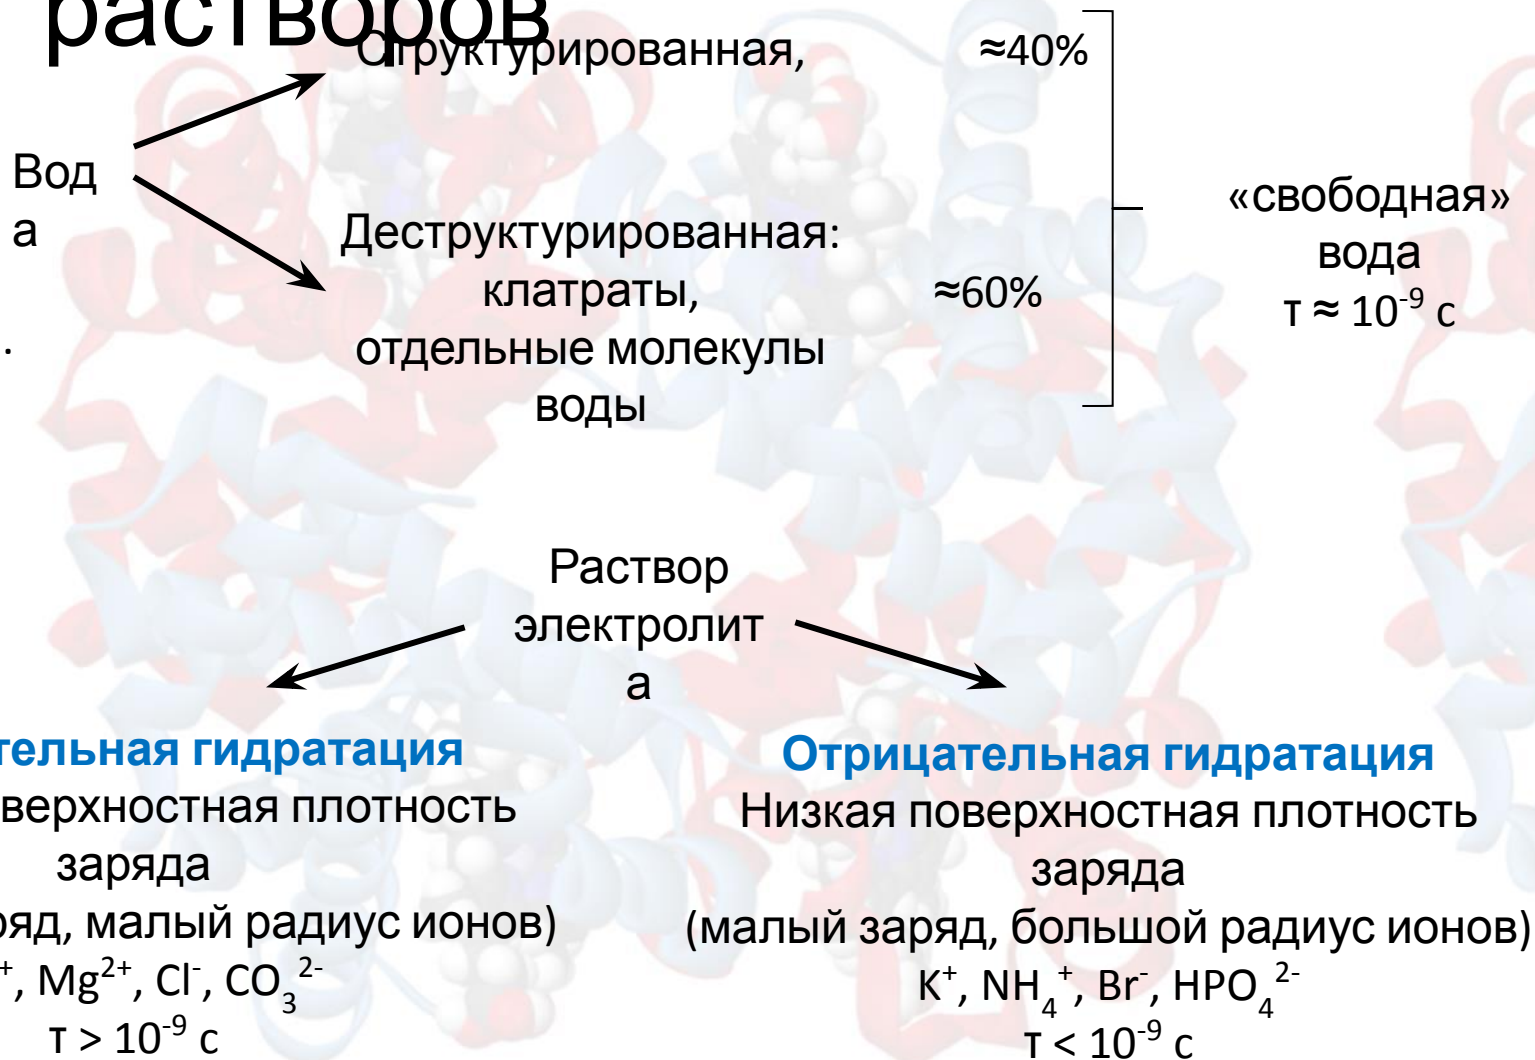 растворов
Структурированная, ≈40%
Вод
а
Деструктурированная:
клатраты, ≈60%
отдельные молекулы
воды
«свободная»
вода
τ ≈ 10⁻⁹ с
.
Раствор
электролит
а
тельная гидратация
верхностная плотность
заряда
ряд, малый радиус ионов)
⁺, Mg²⁺, Cl⁻, CO₃²⁻
τ > 10⁻⁹ с
Отрицательная гидратация
Низкая поверхностная плотность
заряда
(малый заряд, большой радиус ионов)
K⁺, NH₄⁺, Br⁻, HPO₄²⁻
τ < 10⁻⁹ с